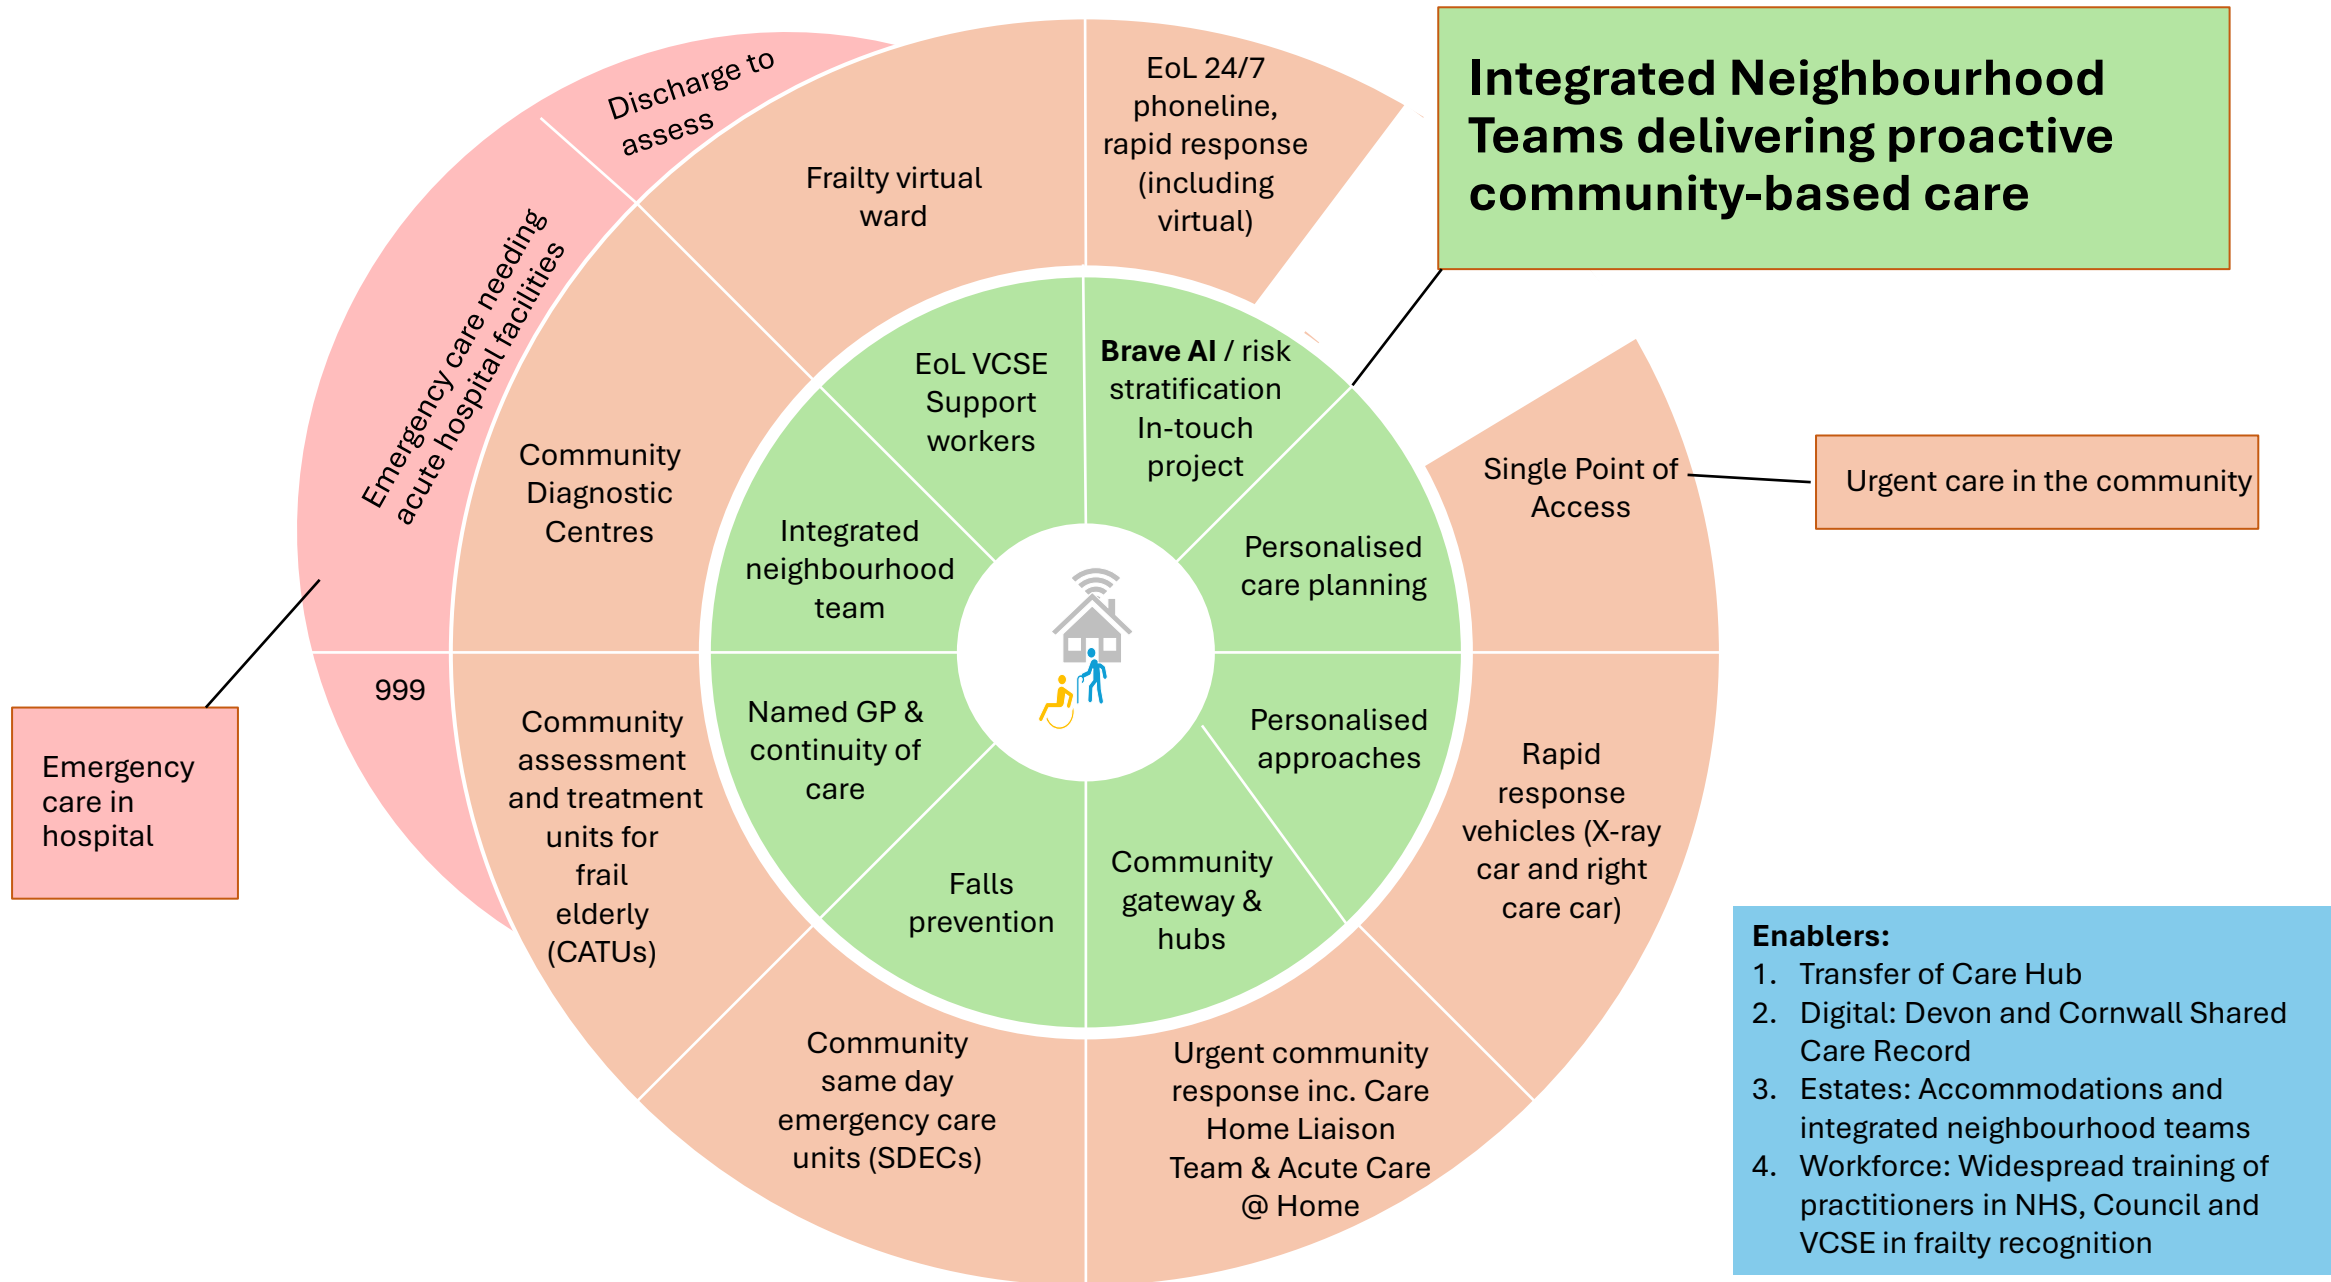 Integrated Neighbourhood
Teams delivering proactive
community-based care
Discharge to
assess
Emergency care needing
acute hospital facilities
999
Emergency
care in
hospital
Frailty virtual
ward
EoL 24/7
phoneline,
rapid response
(including
virtual)
Single Point of
Access
Urgent care in the community
Rapid
response
vehicles (X-ray
car and right
care car)
Urgent community
response inc. Care
Home Liaison
Team & Acute Care
@ Home
Community
same day
emergency care
units (SDECs)
Community
assessment
and treatment
units for
frail
elderly
(CATUs)
Community
Diagnostic
Centres
EoL VCSE
Support
workers
Brave AI / risk
stratification
In-touch
project
Personalised
care planning
Personalised
approaches
Community
gateway &
hubs
Falls
prevention
Named GP &
continuity of
care
Integrated
neighbourhood
team
Enablers:
1. Transfer of Care Hub
2. Digital: Devon and Cornwall Shared
Care Record
3. Estates: Accommodations and
integrated neighbourhood teams
4. Workforce: Widespread training of
practitioners in NHS, Council and
VCSE in frailty recognition